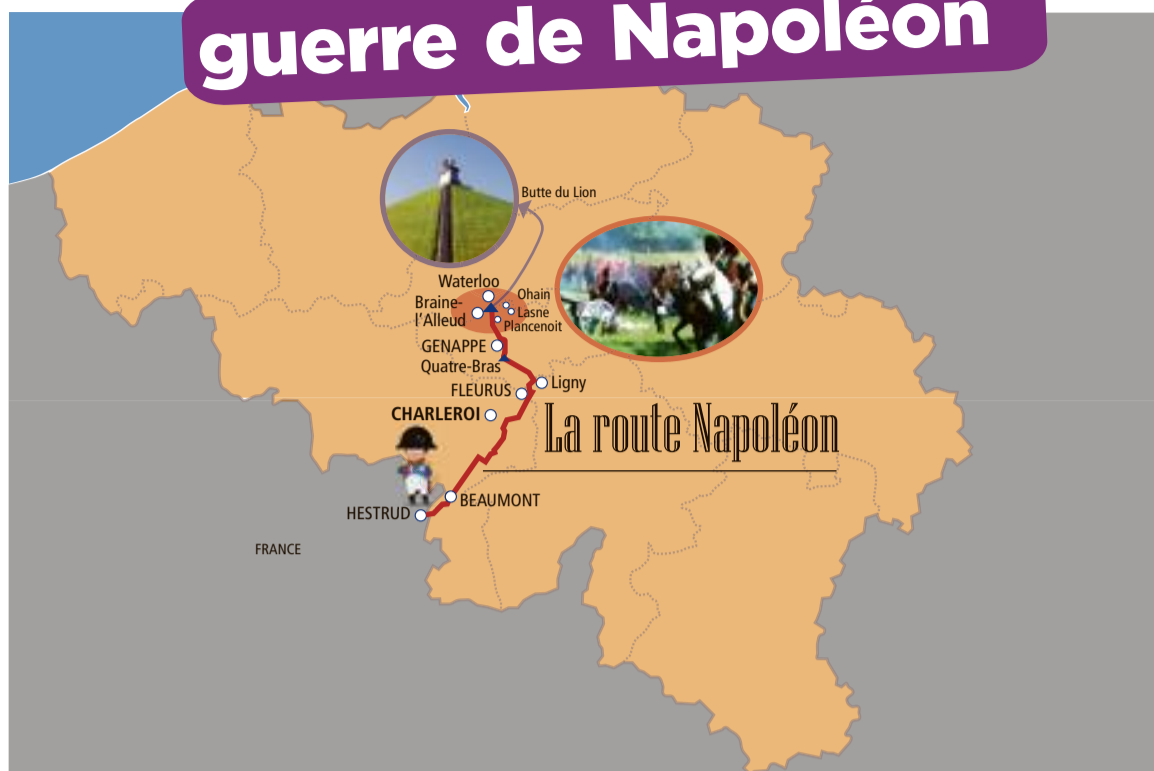 guerre de Napoléon
Butte du Lion
Waterloo
Ohain
Braine-
l'Alleud
Lasne
Plancenoit
GENAPPE
Quatre-Bras
Ligny
FLEURUS
CHARLEROI
La route Napoléon
BEAUMONT
HESTRUD
FRANCE